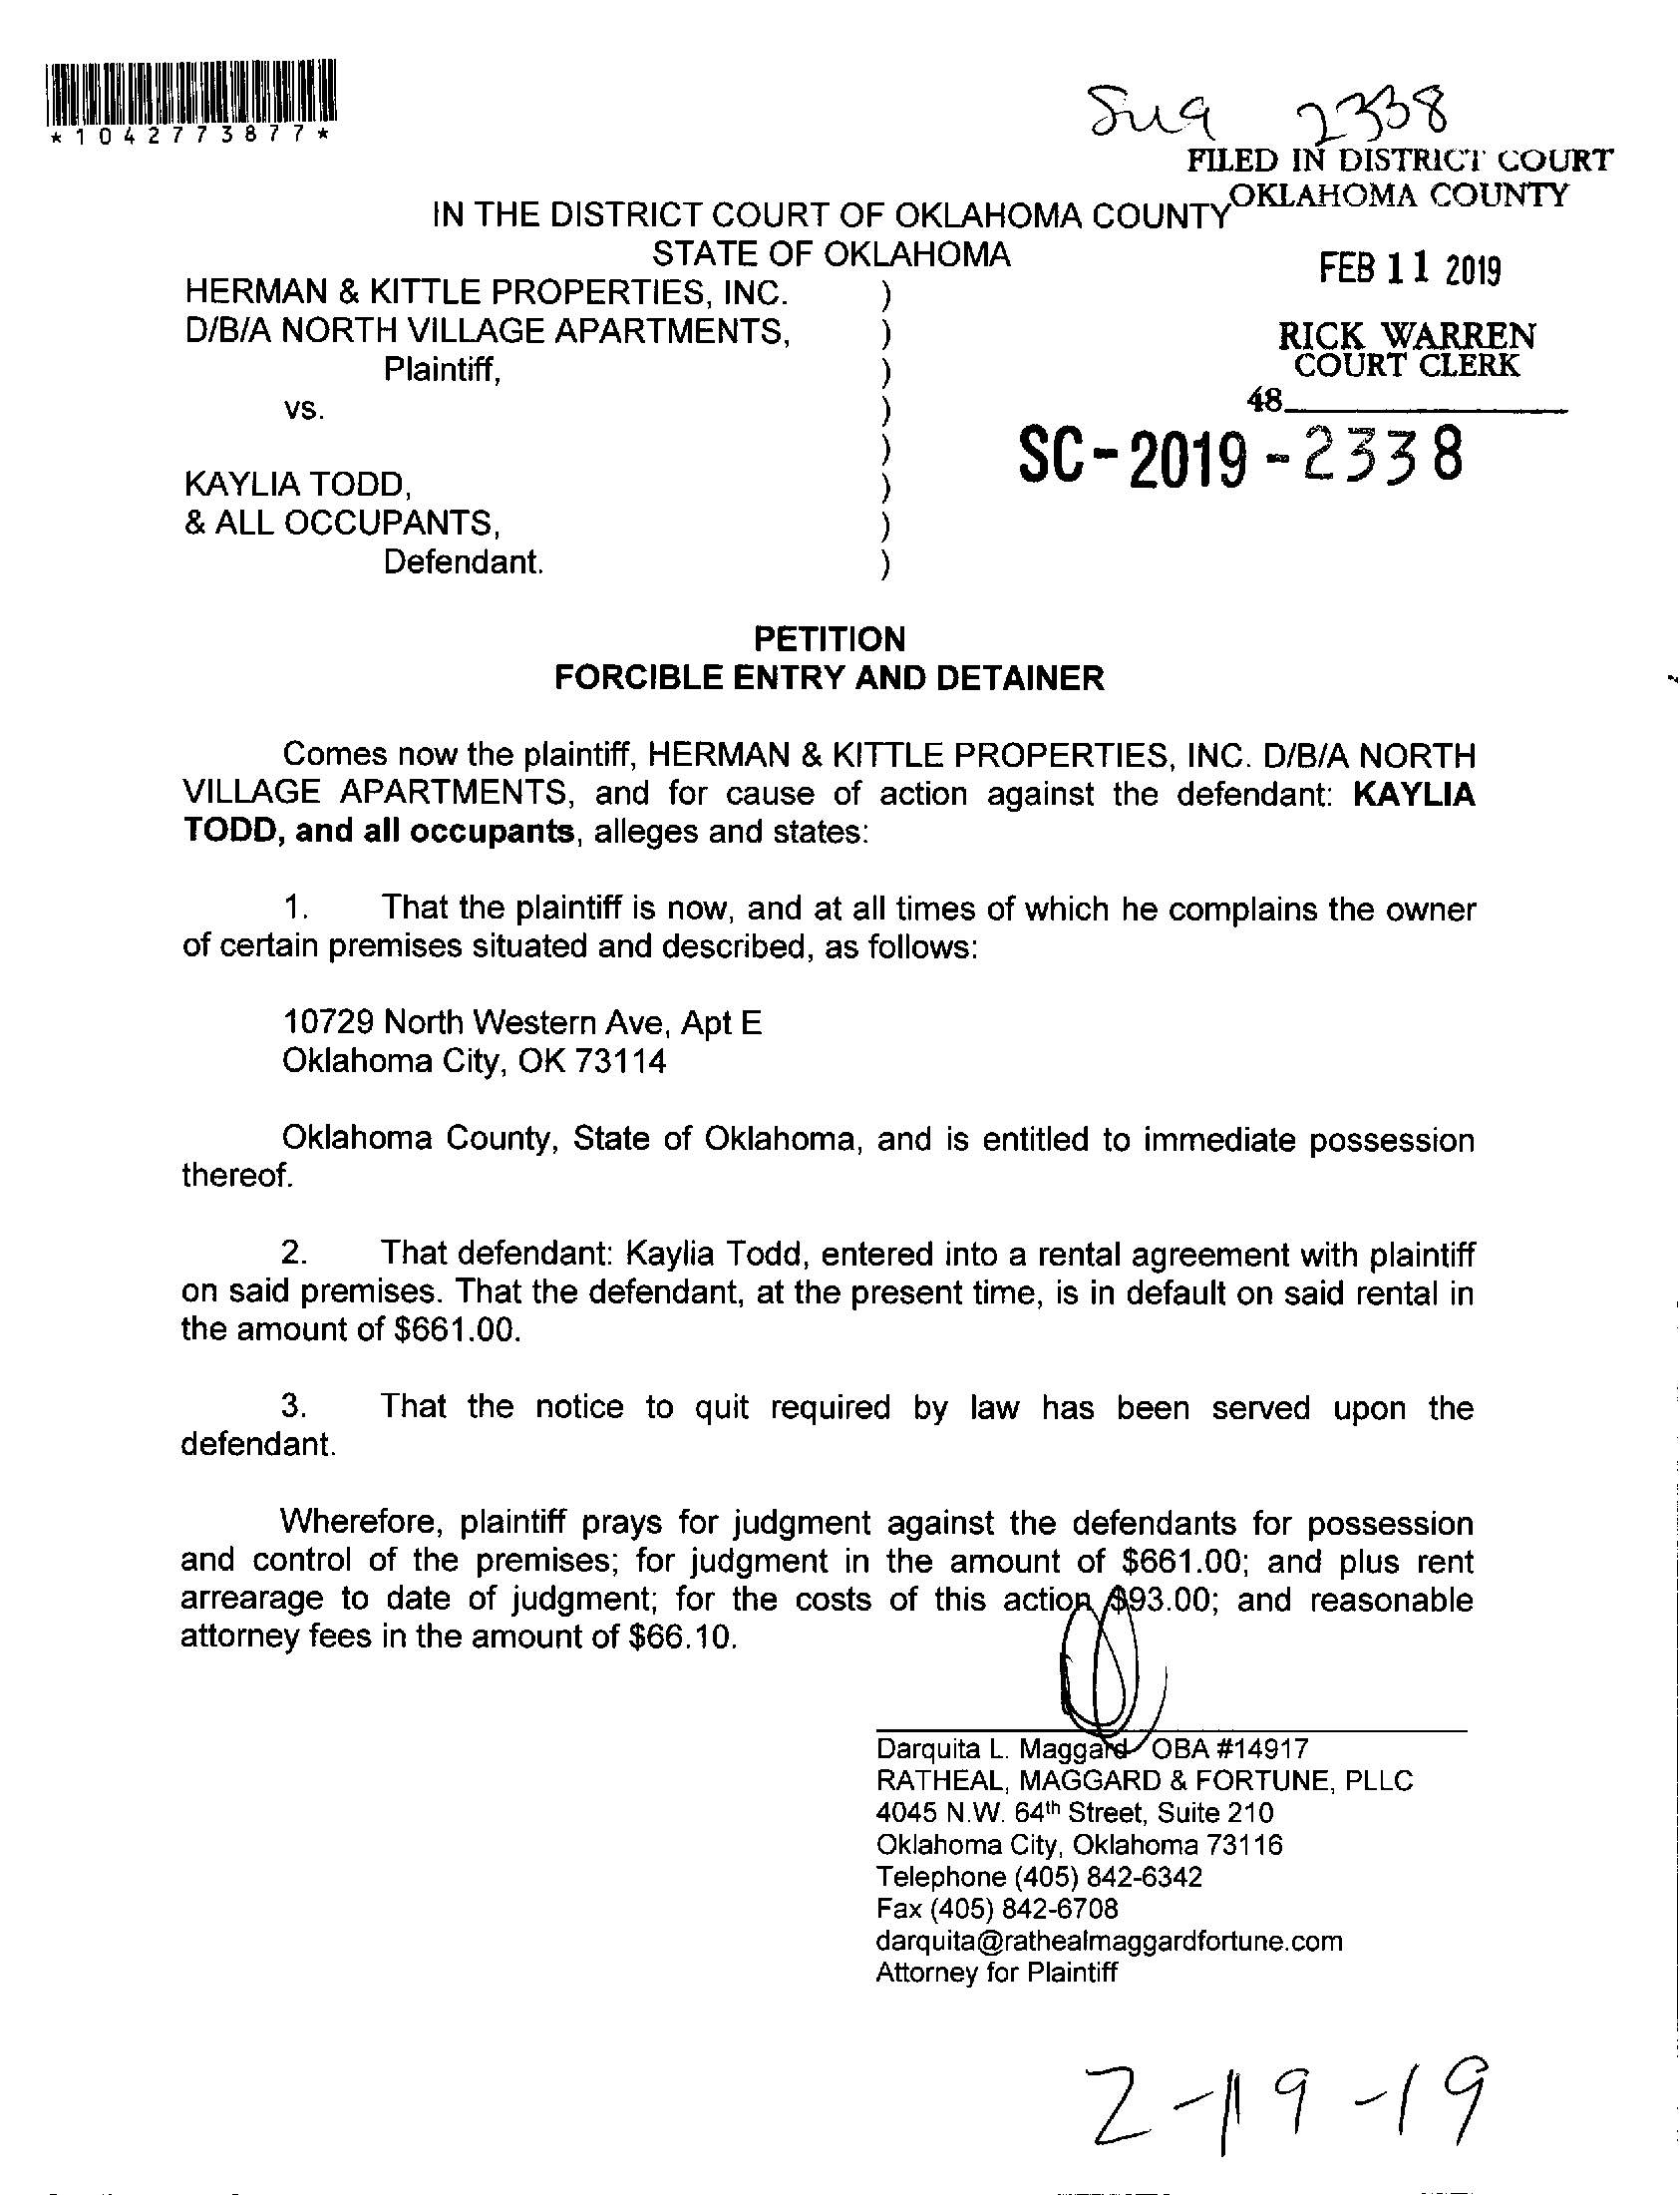 *1042773877*
2338
FILED IN DISTRICT COURT
OKLAHOMA COUNTY
IN THE DISTRICT COURT OF OKLAHOMA COUNTY
STATE OF OKLAHOMA
FEB 11 2019
HERMAN & KITTLE PROPERTIES, INC. )
D/B/A NORTH VILLAGE APARTMENTS, )
RICK WARREN
COURT CLERK
Plaintiff, )
48
vs. )
)
SC-2019-2338
KAYLIA TODD, )
& ALL OCCUPANTS, )
Defendant. )
PETITION
FORCIBLE ENTRY AND DETAINER
Comes now the plaintiff, HERMAN & KITTLE PROPERTIES, INC. D/B/A NORTH
VILLAGE APARTMENTS, and for cause of action against the defendant: KAYLIA
TODD, and all occupants, alleges and states:
1. That the plaintiff is now, and at all times of which he complains the owner
of certain premises situated and described, as follows:
10729 North Western Ave, Apt E
Oklahoma City, OK 73114
Oklahoma County, State of Oklahoma, and is entitled to immediate possession
thereof.
2. That defendant: Kaylia Todd, entered into a rental agreement with plaintiff
on said premises. That the defendant, at the present time, is in default on said rental in
the amount of $661.00.
3. That the notice to quit required by law has been served upon the
defendant.
Wherefore, plaintiff prays for judgment against the defendants for possession
and control of the premises; for judgment in the amount of $661.00; and plus rent
arrearage to date of judgment; for the costs of this action $93.00; and reasonable
attorney fees in the amount of $66.10.
Darquita L. Maggard OBA #14917
RATHEAL, MAGGARD & FORTUNE, PLLC
4045 N.W. 64th Street, Suite 210
Oklahoma City, Oklahoma 73116
Telephone (405) 842-6342
Fax (405) 842-6708
darquita@rathealmaggardfortune.com
Attorney for Plaintiff
2-19-19